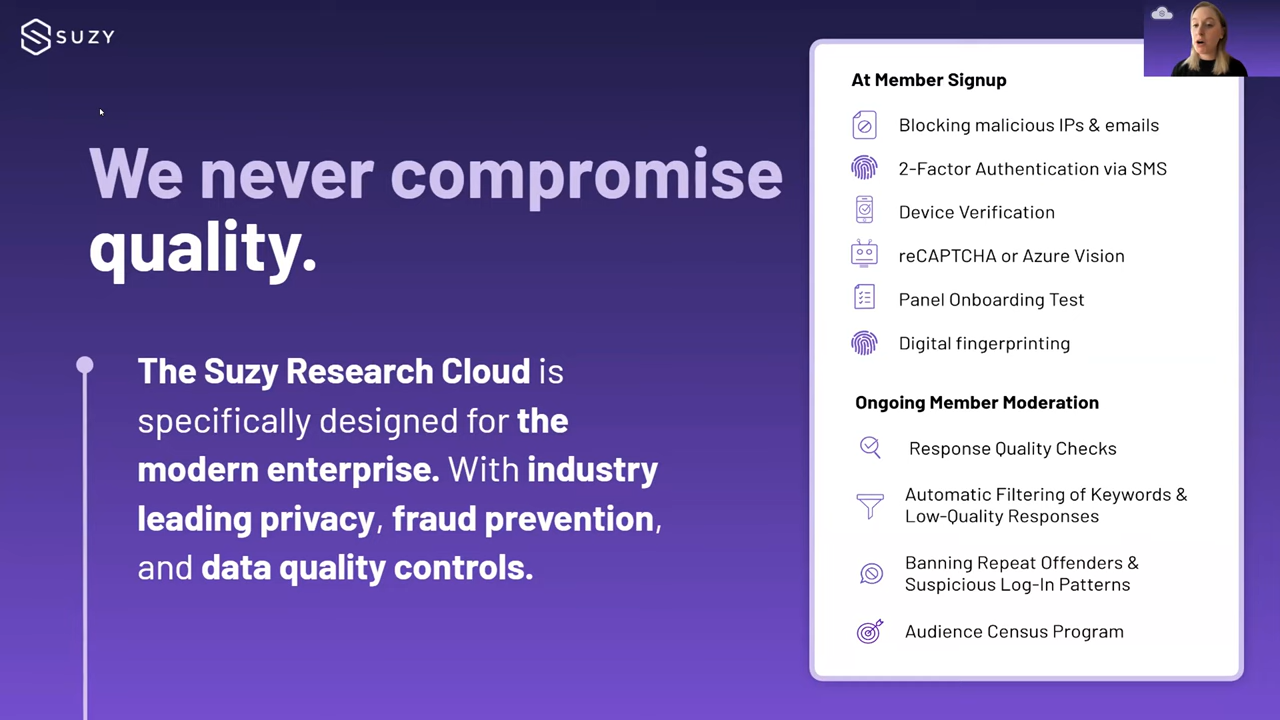 SUZY
We never compromise
quality.
The Suzy Research Cloud is
specifically designed for the
modern enterprise. With industry
leading privacy, fraud prevention,
and data quality controls.
At Member Signup
Blocking malicious IPs & emails
2-Factor Authentication via SMS
Device Verification
reCAPTCHA or Azure Vision
Panel Onboarding Test
Digital fingerprinting
Ongoing Member Moderation
Response Quality Checks
Automatic Filtering of Keywords &
Low-Quality Responses
Banning Repeat Offenders &
Suspicious Log-In Patterns
Audience Census Program